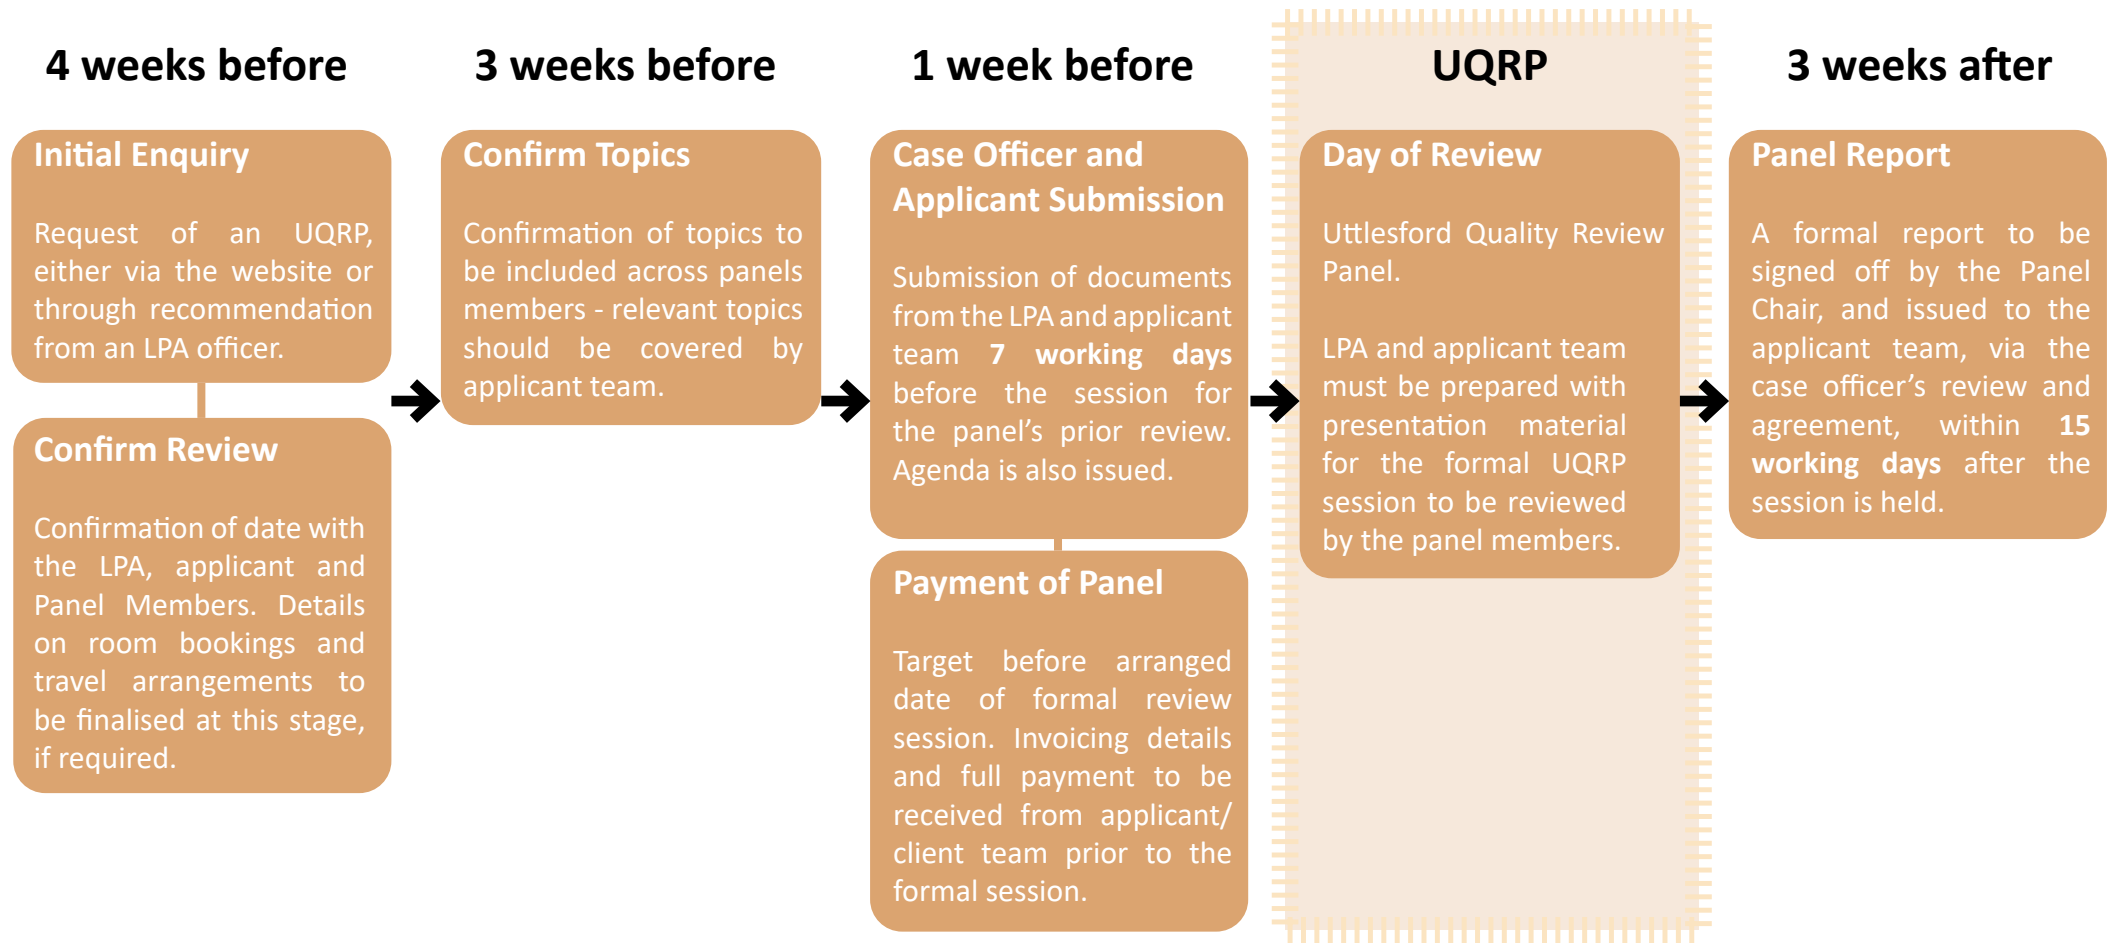 4 weeks before
Initial Enquiry
Request of an UQRP,
either via the website or
through recommendation
from an LPA officer.
Confirm Review
Confirmation of date with
the LPA, applicant and
Panel Members. Details
on room bookings and
travel arrangements to
be finalised at this stage,
if required.
3 weeks before
Confirm Topics
Confirmation of topics to
be included across panels
members - relevant topics
should be covered by
applicant team.
1 week before
Case Officer and
Applicant Submission
Submission of documents
from the LPA and applicant
team 7 working days
before the session for
the panel's prior review.
Agenda is also issued.
Payment of Panel
Target before arranged
date of formal review
session. Invoicing details
and full payment to be
received from applicant/
client team prior to the
formal session.
UQRP
Day of Review
Uttlesford Quality Review
Panel.
LPA and applicant team
must be prepared with
presentation material
for the formal UQRP
session to be reviewed
by the panel members.
3 weeks after
Panel Report
A formal report to be
signed off by the Panel
Chair, and issued to the
applicant team, via the
case officer's review and
agreement, within 15
working days after the
session is held.